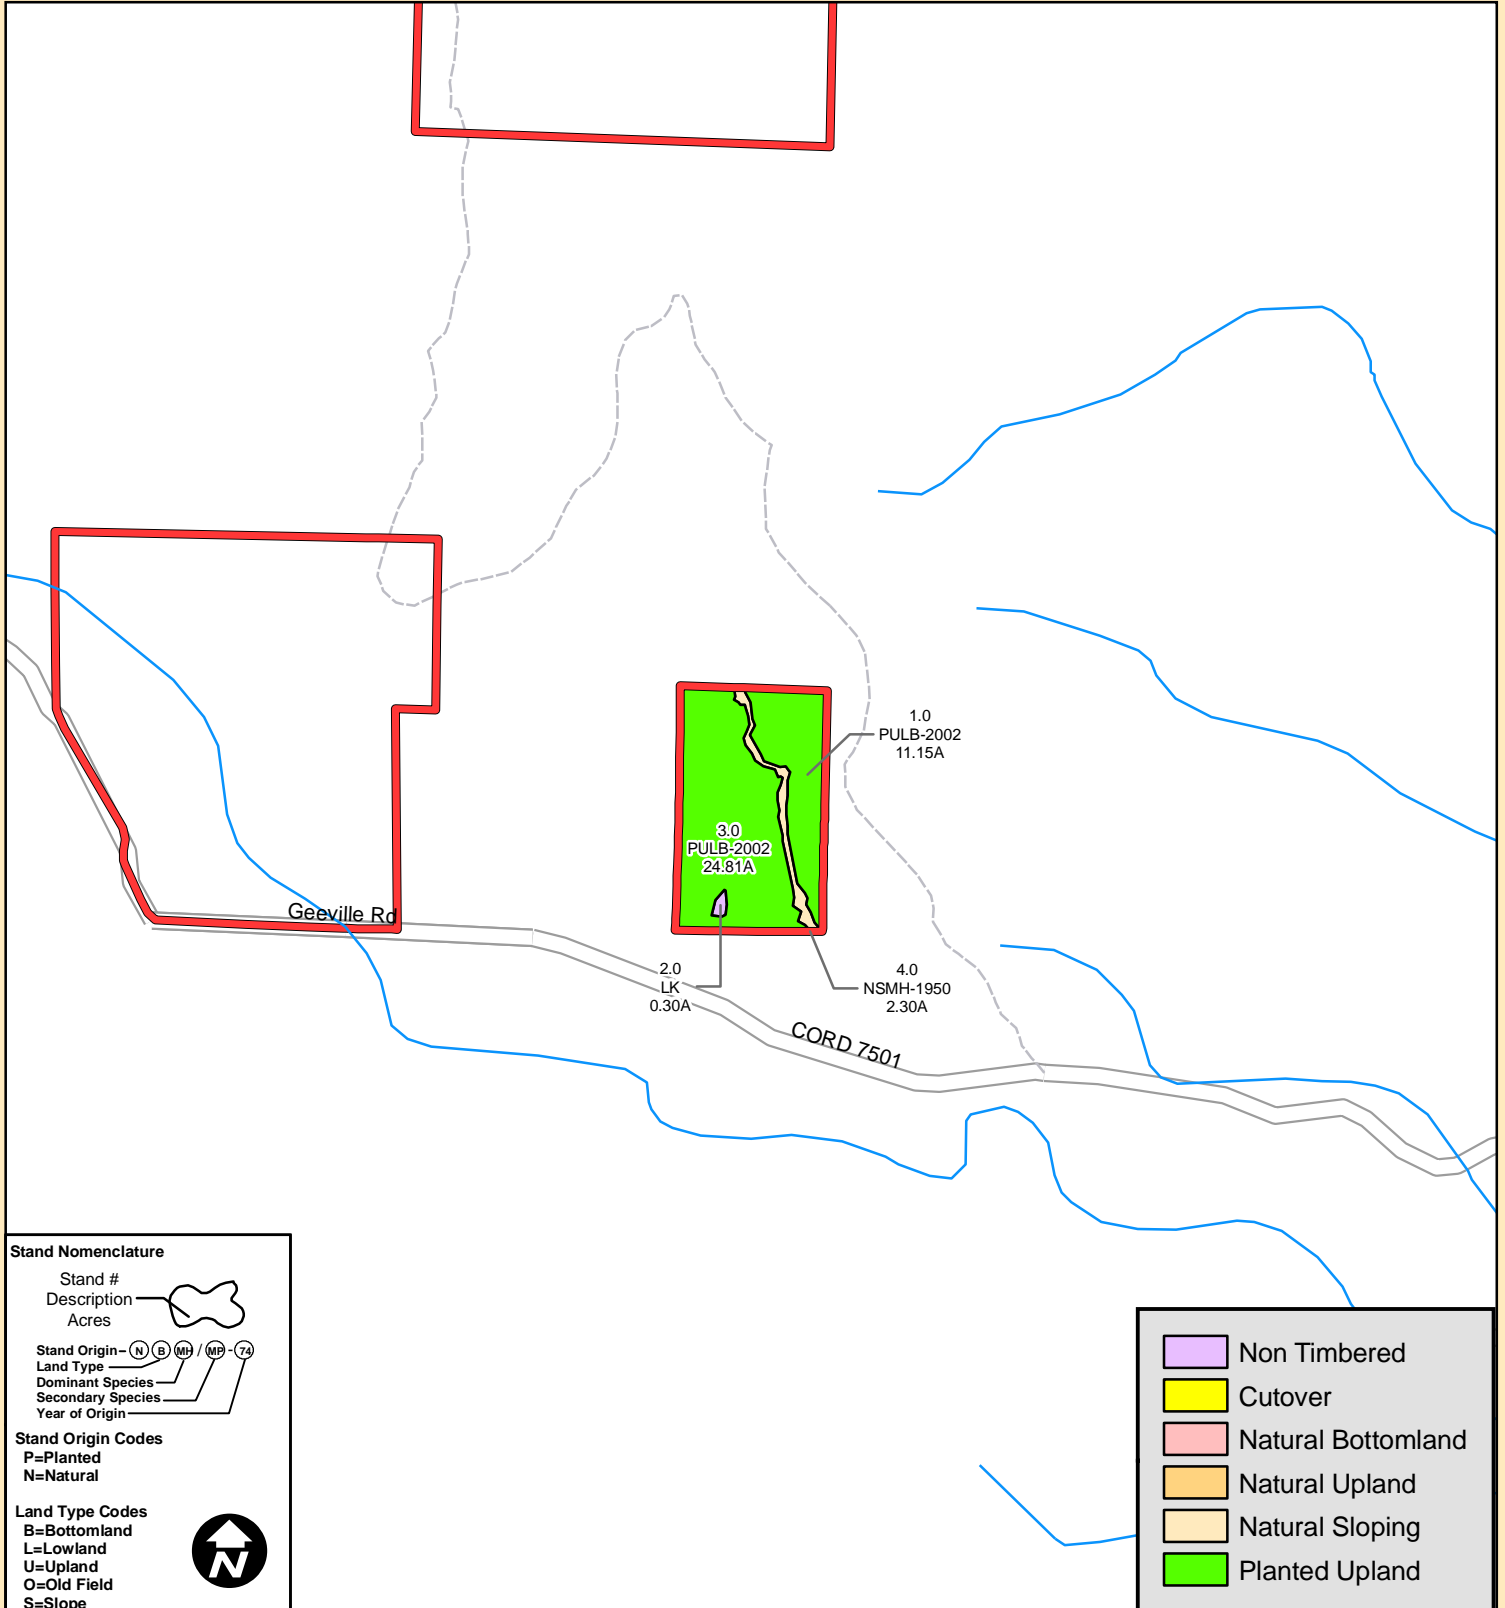 1.0
PULB-2002
11.15A
3.0
PULB-2002
24.81A
Geeville Rd
2.0
LK
0.30A
4.0
NSMH-1950
2.30A
CORD 7501
Stand Nomenclature
Stand #
Description
Acres
Stand Origin - N B MH / MP - 74
Land Type
Dominant Species
Secondary Species
Year of Origin
Stand Origin Codes
P=Planted
N=Natural
Land Type Codes
B=Bottomland
L=Lowland
U=Upland
O=Old Field
S=Slope
N
Non Timbered
Cutover
Natural Bottomland
Natural Upland
Natural Sloping
Planted Upland